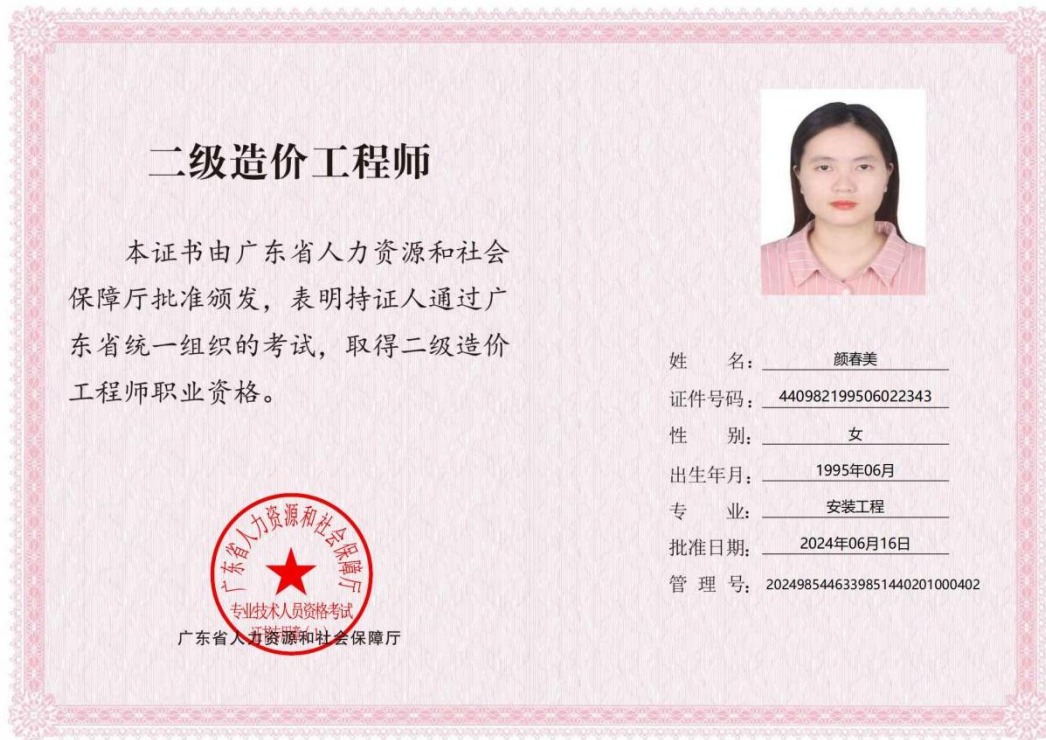 二级造价工程师
本证书由广东省人力资源和社会
保障厅批准颁发，表明持证人通过广
东省统一组织的考试，取得二级造价
工程师职业资格。
广东省人力资源和社会保障厅
专业技术人员资格考试
证书专用章(1)
广东省人力资源和社会保障厅
姓 名：颜春美
证件号码：440982199506022343
性 别：女
出生年月：1995年06月
专 业：安装工程
批准日期：2024年06月16日
管 理 号：2024985446339851440201000402